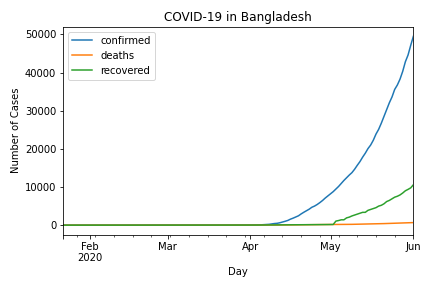 COVID-19 in Bangladesh
confirmed
deaths
recovered
Number of Cases
50000
40000
30000
20000
10000
0
Feb
2020
Mar
Apr
May
Jun
Day